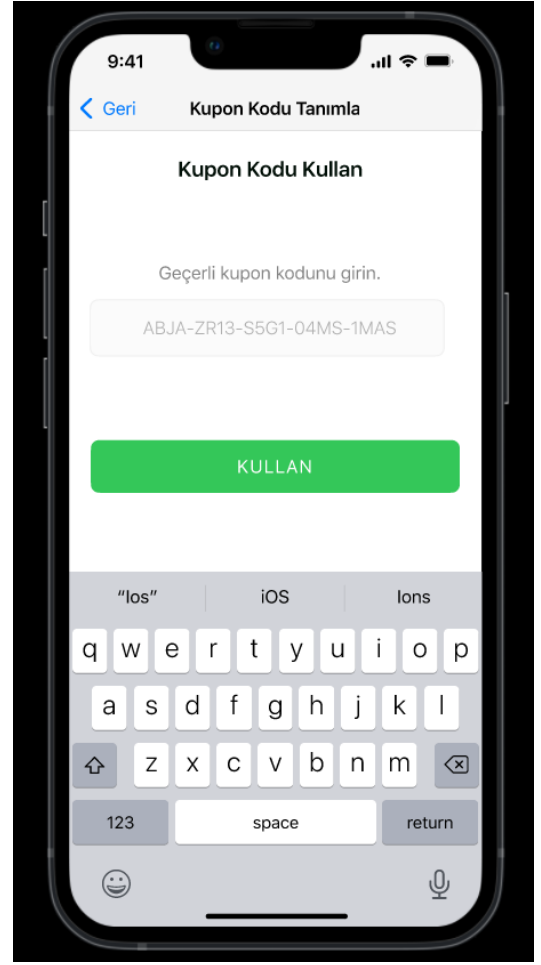 9:41
Geri Kupon Kodu Tanımla
Kupon Kodu Kullan
Geçerli kupon kodunu girin.
ABJA-ZR13-S5G1-04MS-1MAS
KULLAN
“Ios” iOS Ions
q w e r t y u i o p
a s d f g h j k l
z x c v b n m
123 space return